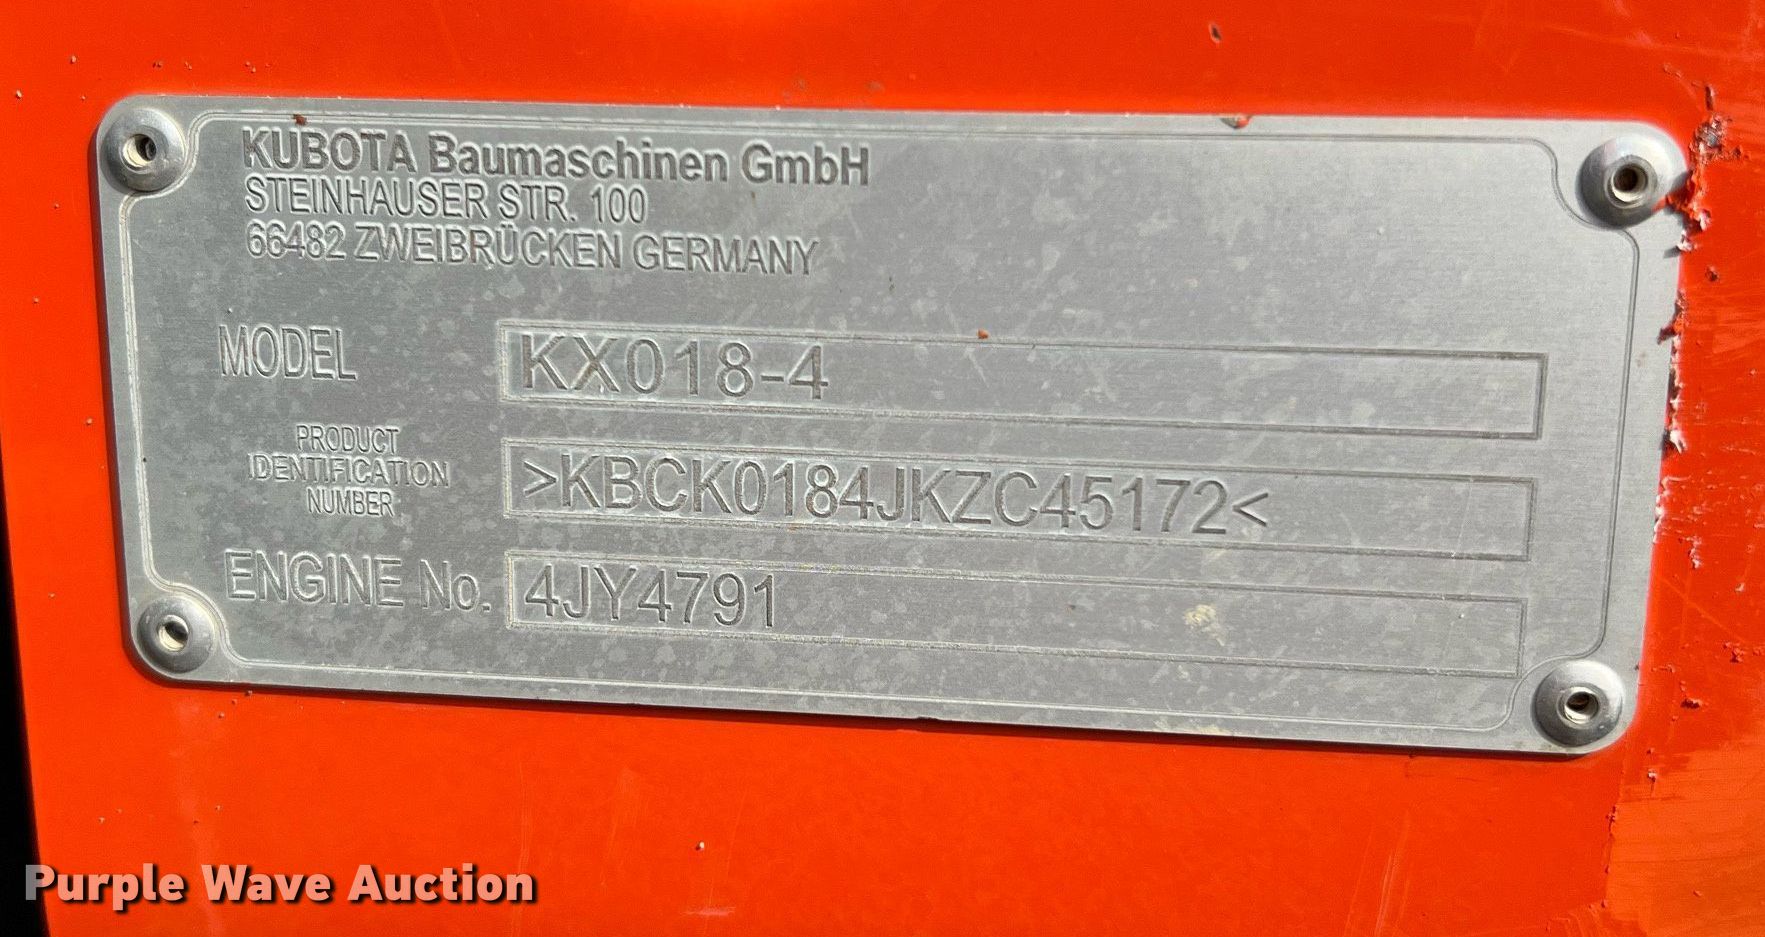 KUBOTA Baumaschinen GmbH
STEINHAUSER STR. 100
66482 ZWEIBRÜCKEN GERMANY
MODEL KX018-4
PRODUCT
IDENTIFICATION
NUMBER
>KBCK0184JKZC45172<
ENGINE No. 4JY4791
Purple Wave Auction